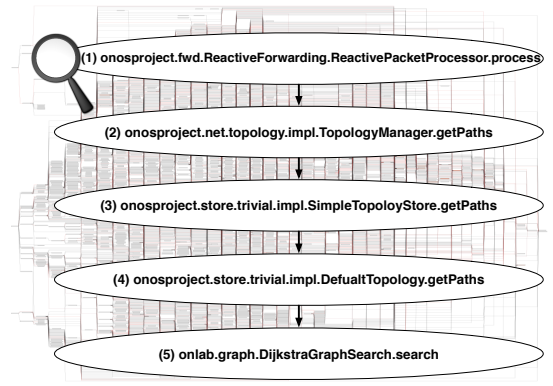 (1) onosproject.fwd.ReactiveForwarding.ReactivePacketProcessor.process
(2) onosproject.net.topology.impl.TopologyManager.getPaths
(3) onosproject.store.trivial.impl.SimpleTopoloyStore.getPaths
(4) onosproject.store.trivial.impl.DefualtTopology.getPaths
(5) onlab.graph.DijkstraGraphSearch.search